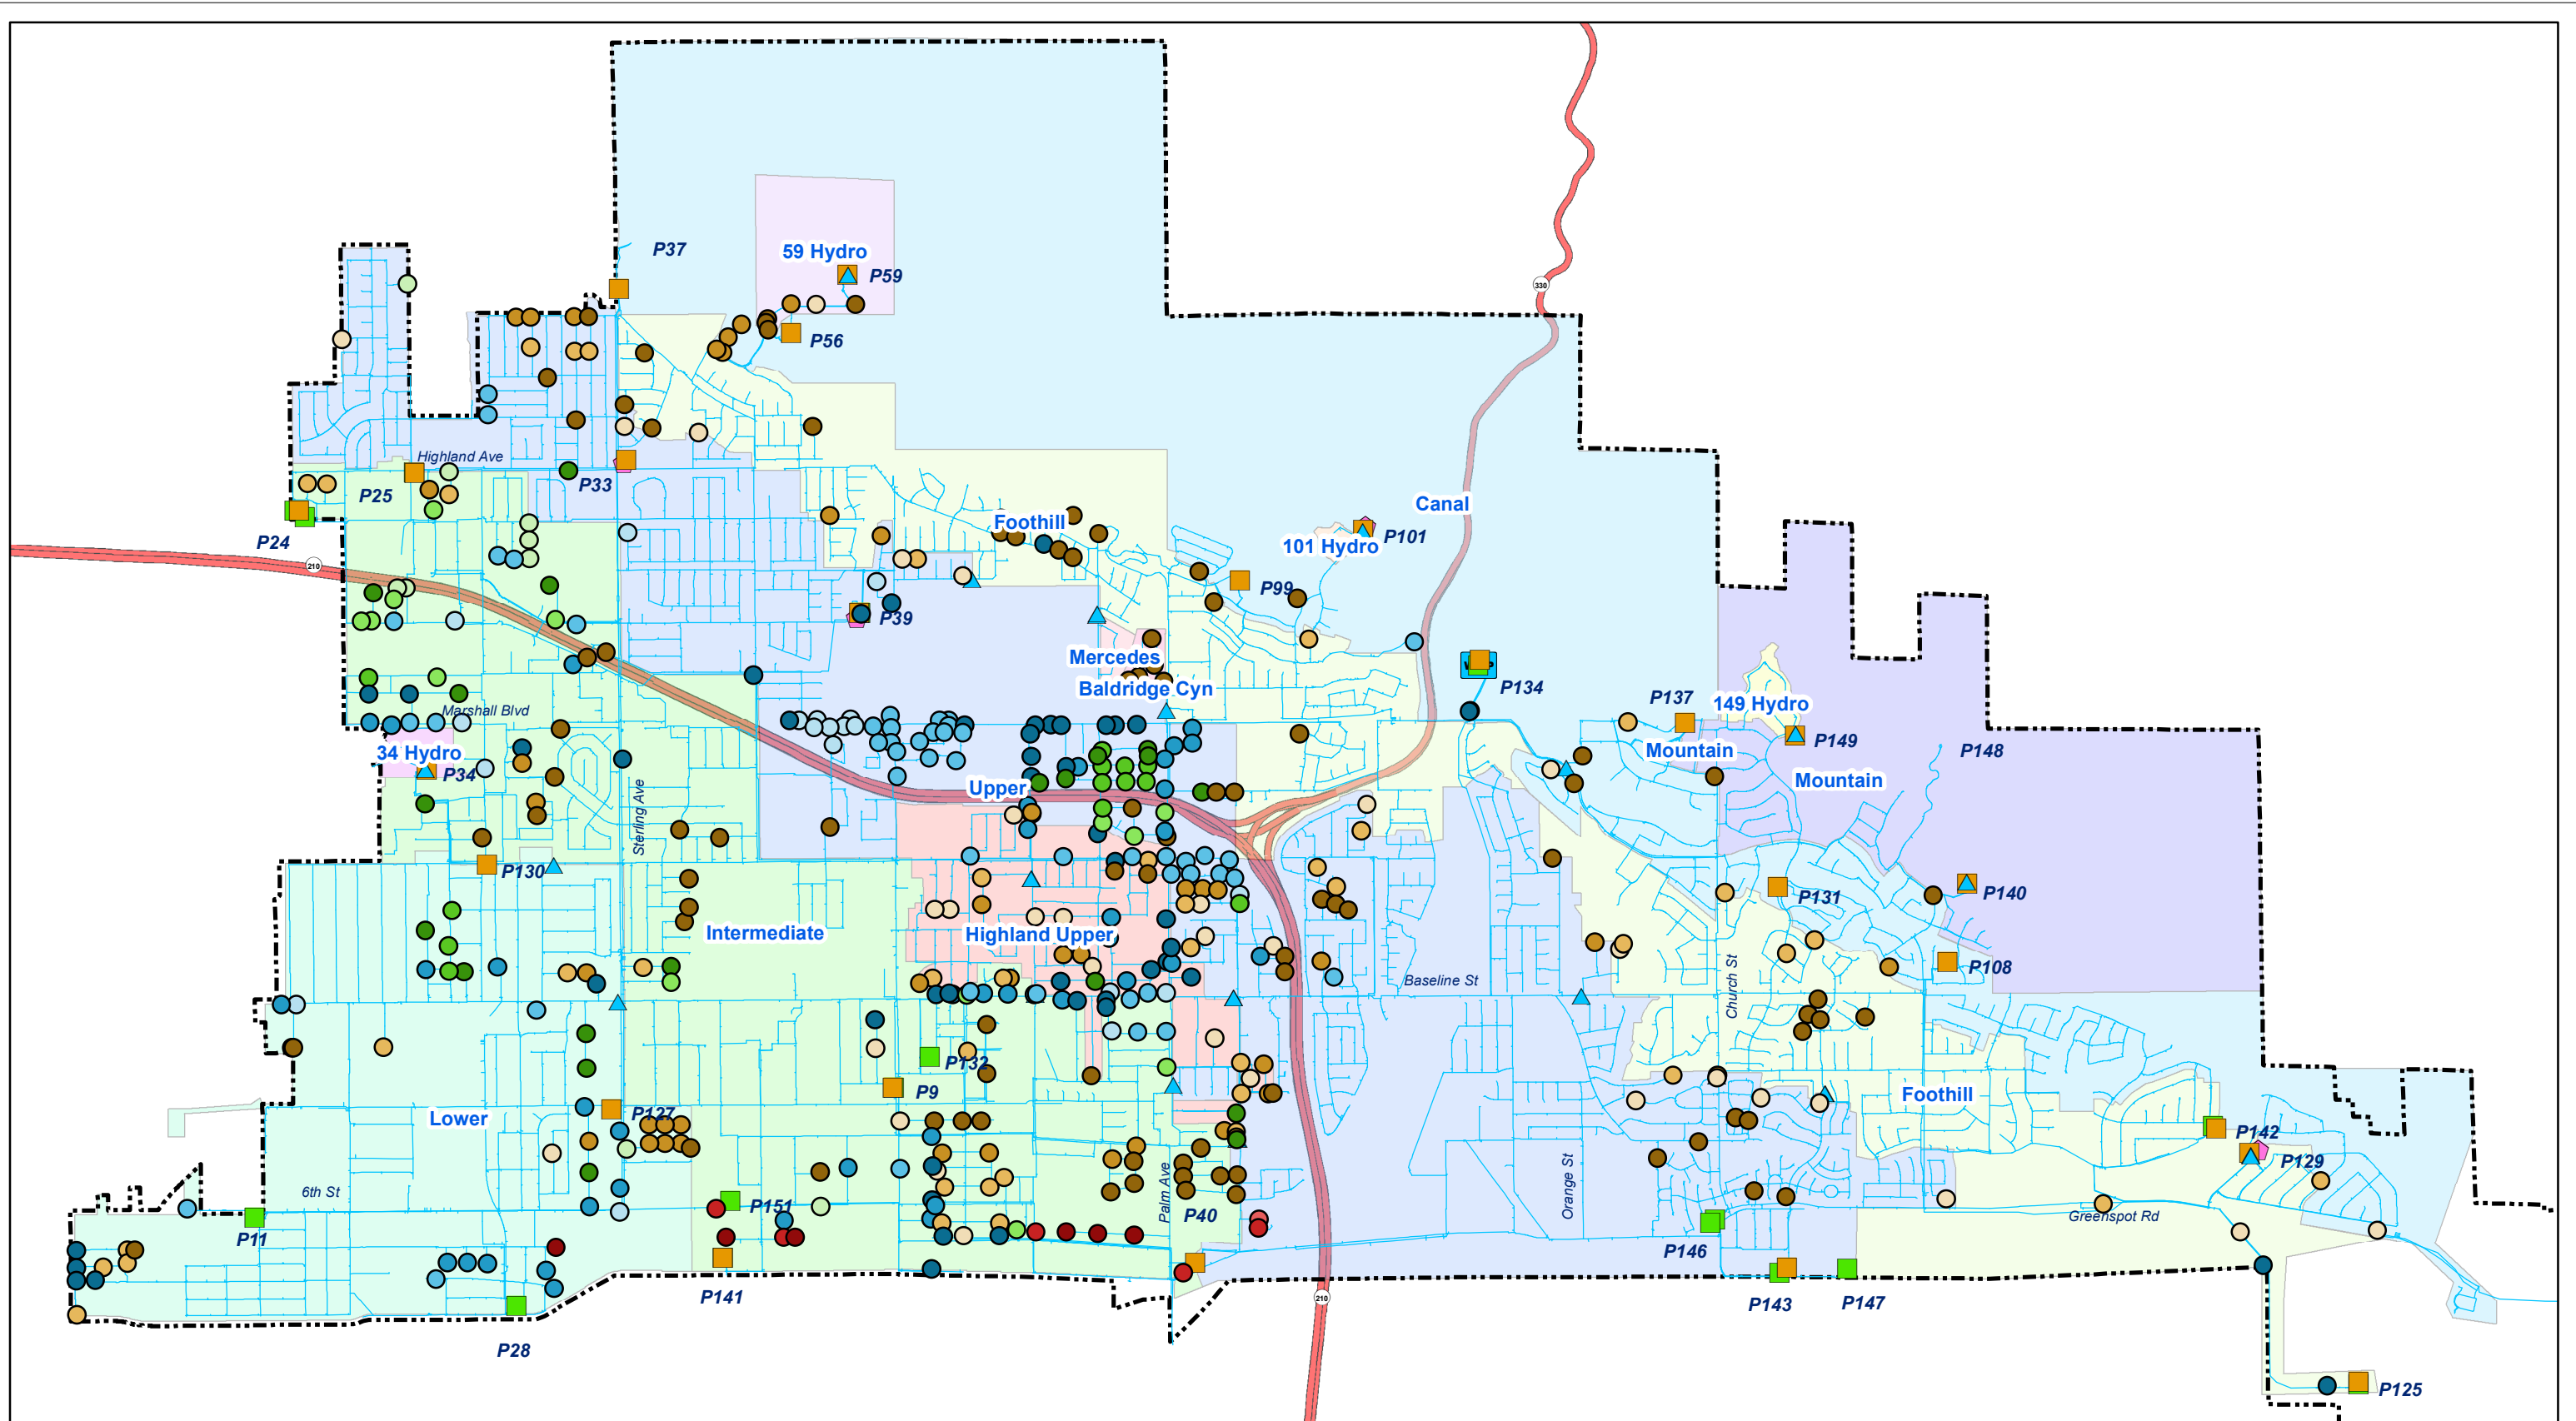 P37
59 Hydro
P59
330
P56
Highland Ave
P33
P25
Canal
Foothill
P101
101 Hydro
P24
210
P99
P39
Mercedes
Baldridge Cyn
P134
P137
149 Hydro
Marshall Blvd
P149
Mountain
P148
34 Hydro
P34
Mountain
Upper
Sterling Ave
P130
P131
P140
Intermediate
Highland Upper
P108
Baseline St
Church St
P132
P9
Foothill
Lower
P127
P142
P129
6th St
Palm Ave
Orange St
P151
P40
Greenspot Rd
P11
P146
P141
210
P143
P147
P28
P125